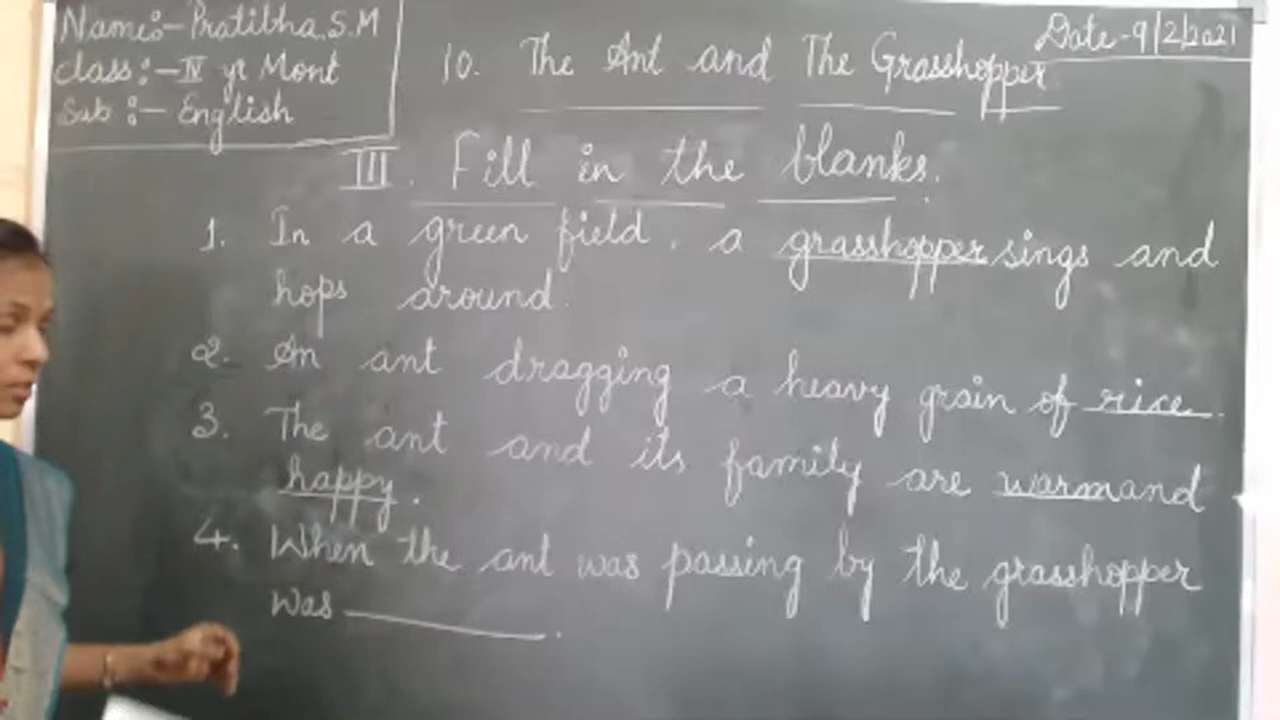 Name:- Pratibha.S.M
Class:- IV yr Mont
Sub :- English
Date-9/2/2021
10. The Ant and The Grasshopper
III. Fill in the blanks.
1. In a green field, a grasshopper sings and
hops around.
2. An ant dragging a heavy grain of rice.
3. The ant and its family are warm and
happy.
4. When the ant was passing by the grasshopper
was ________.